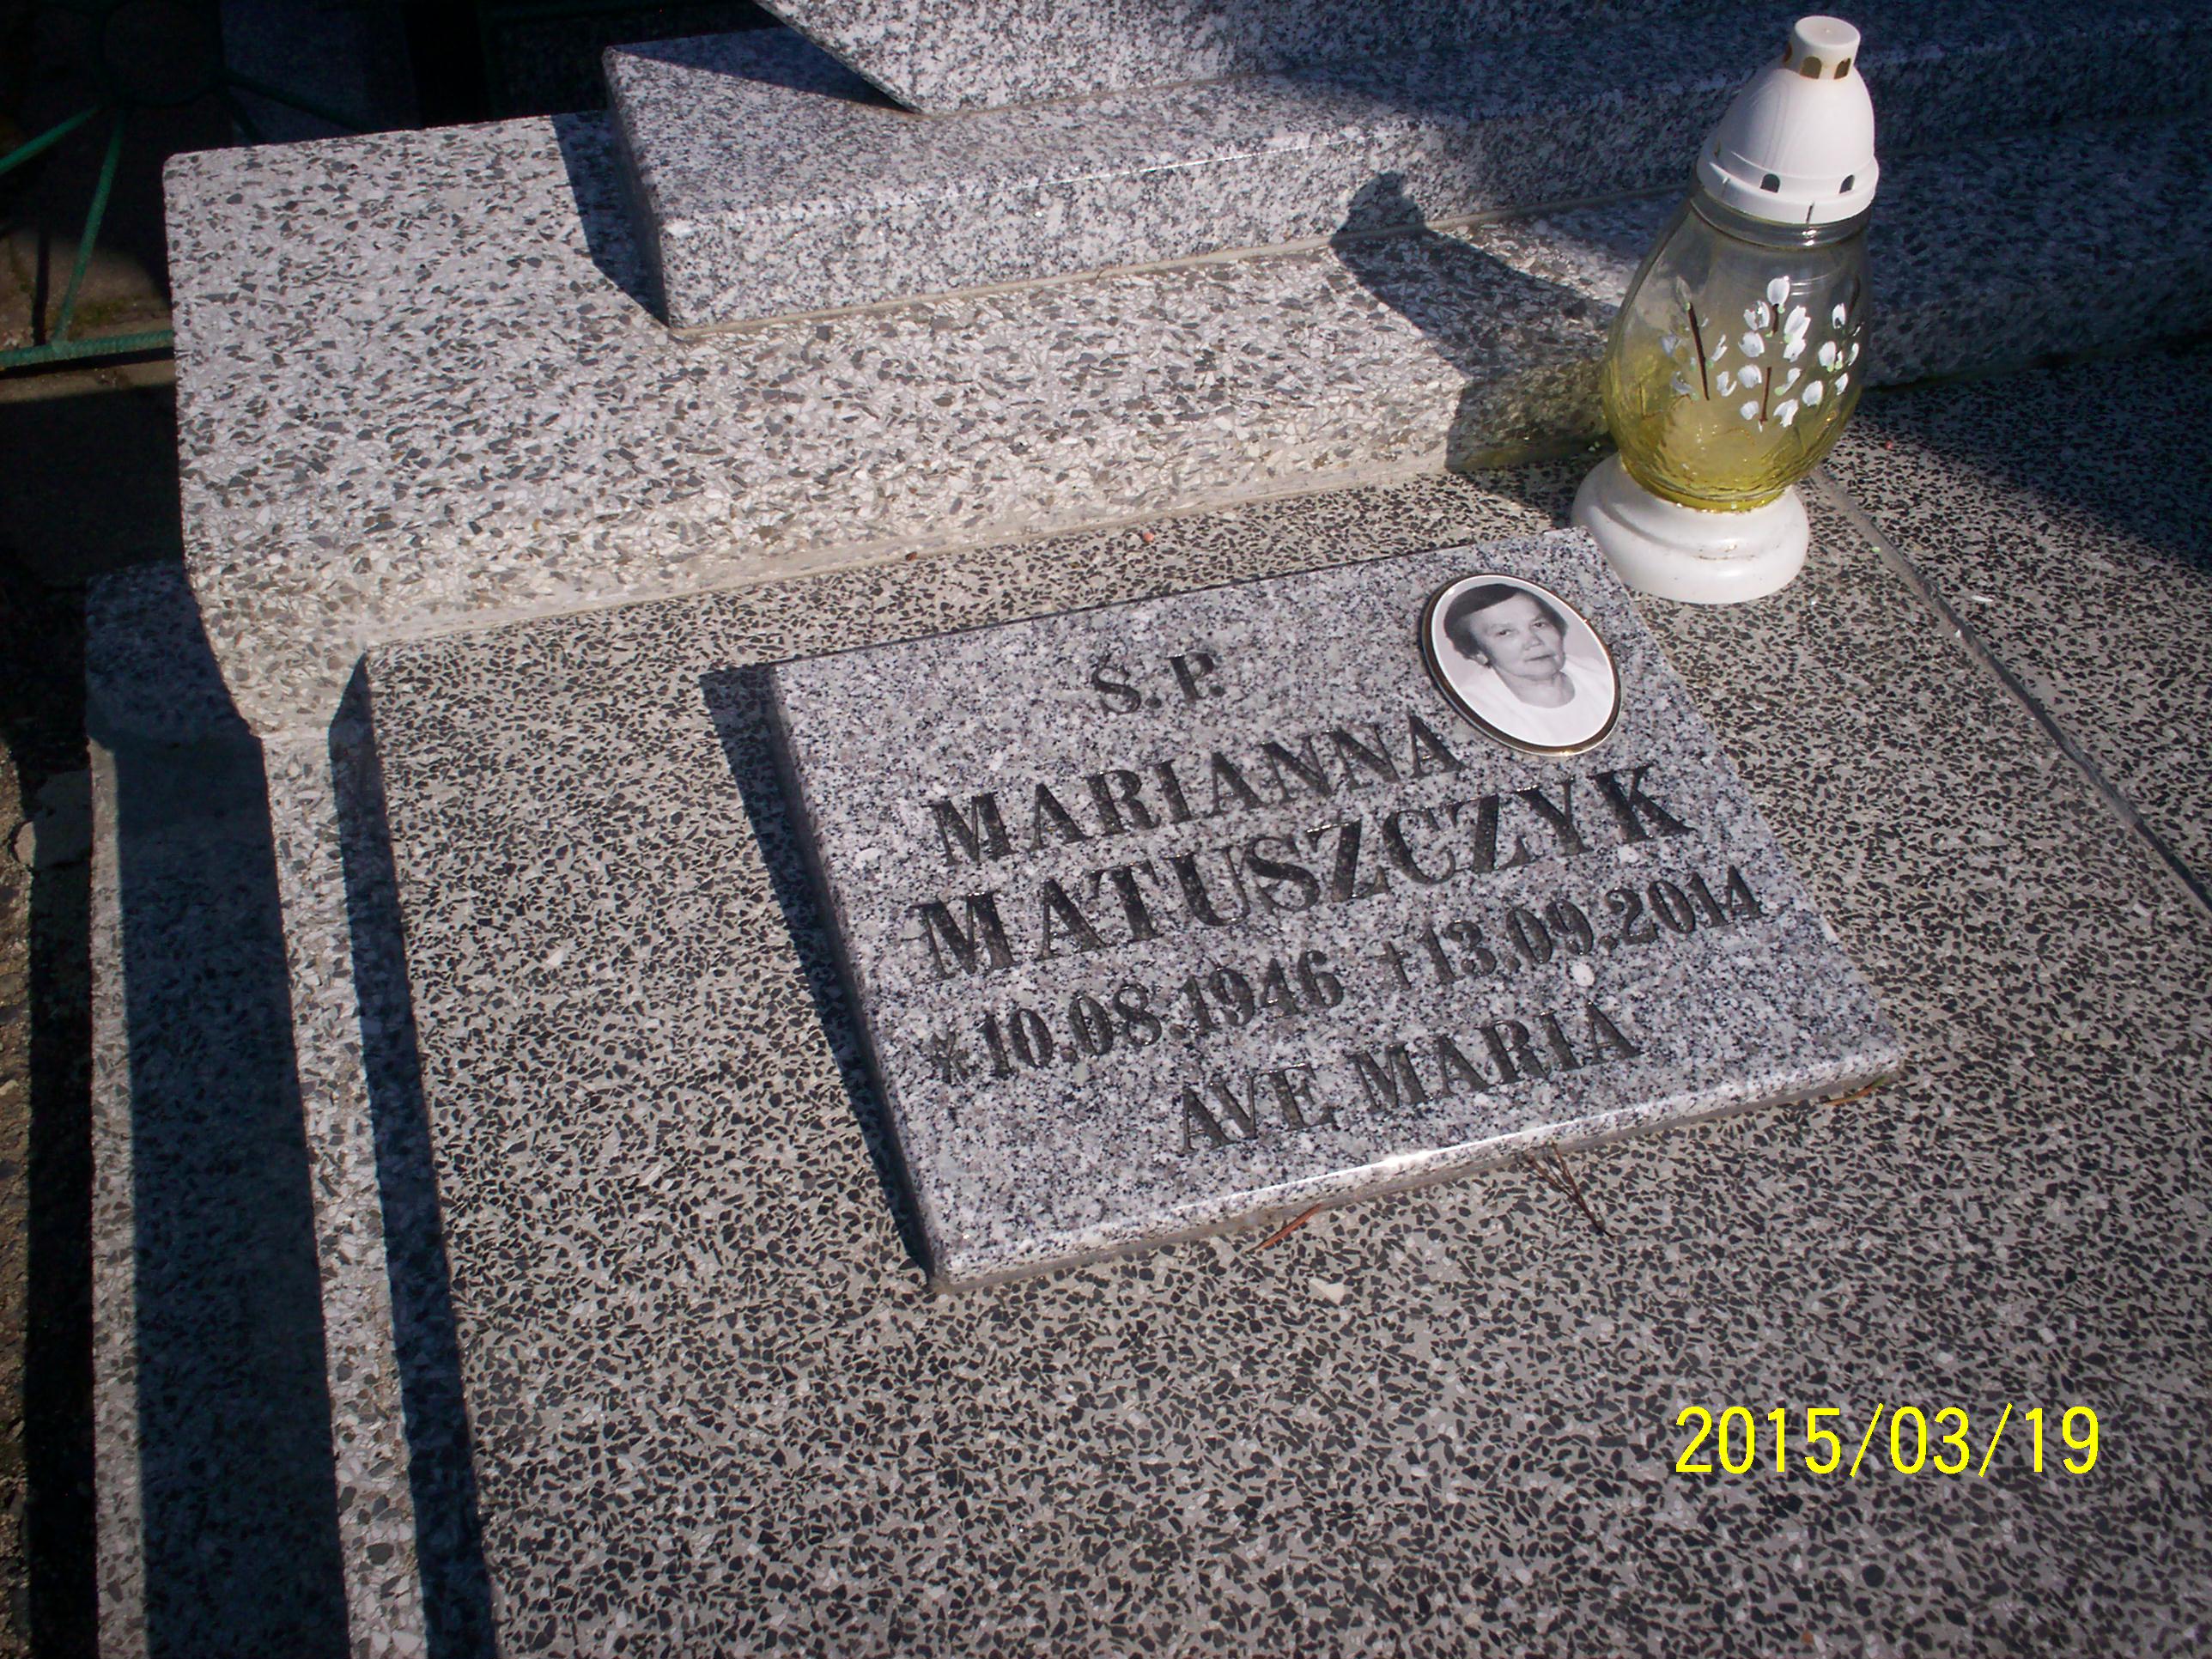 Ś. P.
MARIANNA
MATUSZCZYK
*10.08.1946 †13.09.2014
AVE MARIA
2015/03/19